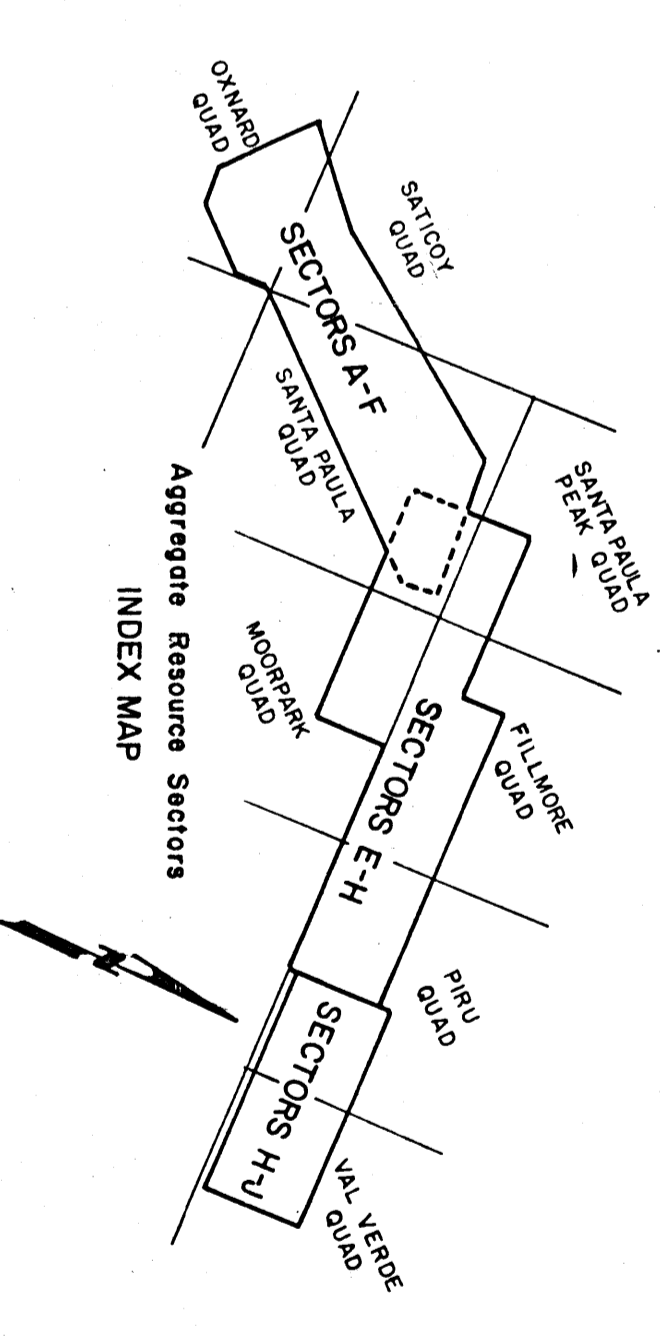 OXNARD
QUAD
SATICOY
QUAD
SECTORS A-F
SANTA PAULA
QUAD
SANTA PAULA
PEAK QUAD
MOORPARK
QUAD
FILLMORE
QUAD
SECTORS E-H
PIRU
QUAD
SECTORS H-J
VAL VERDE
QUAD
Aggregate Resource Sectors
INDEX MAP
N